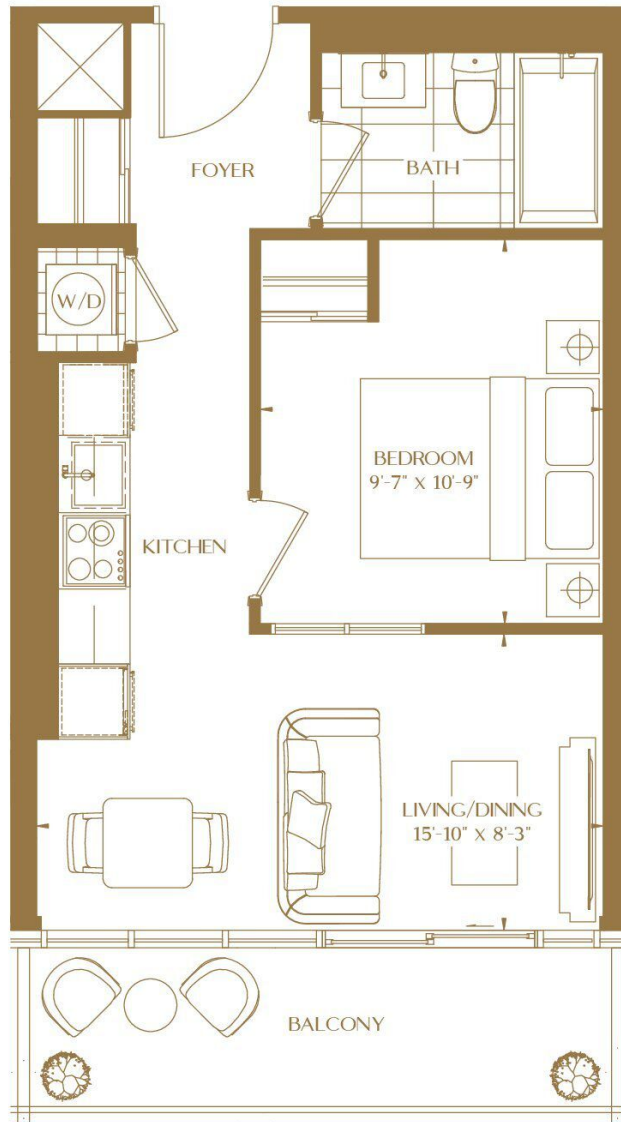 FOYER
BATH
W/D
BEDROOM
9'-7" X 10'-9"
KITCHEN
LIVING/DINING
15'-10" X 8'-3"
BALCONY